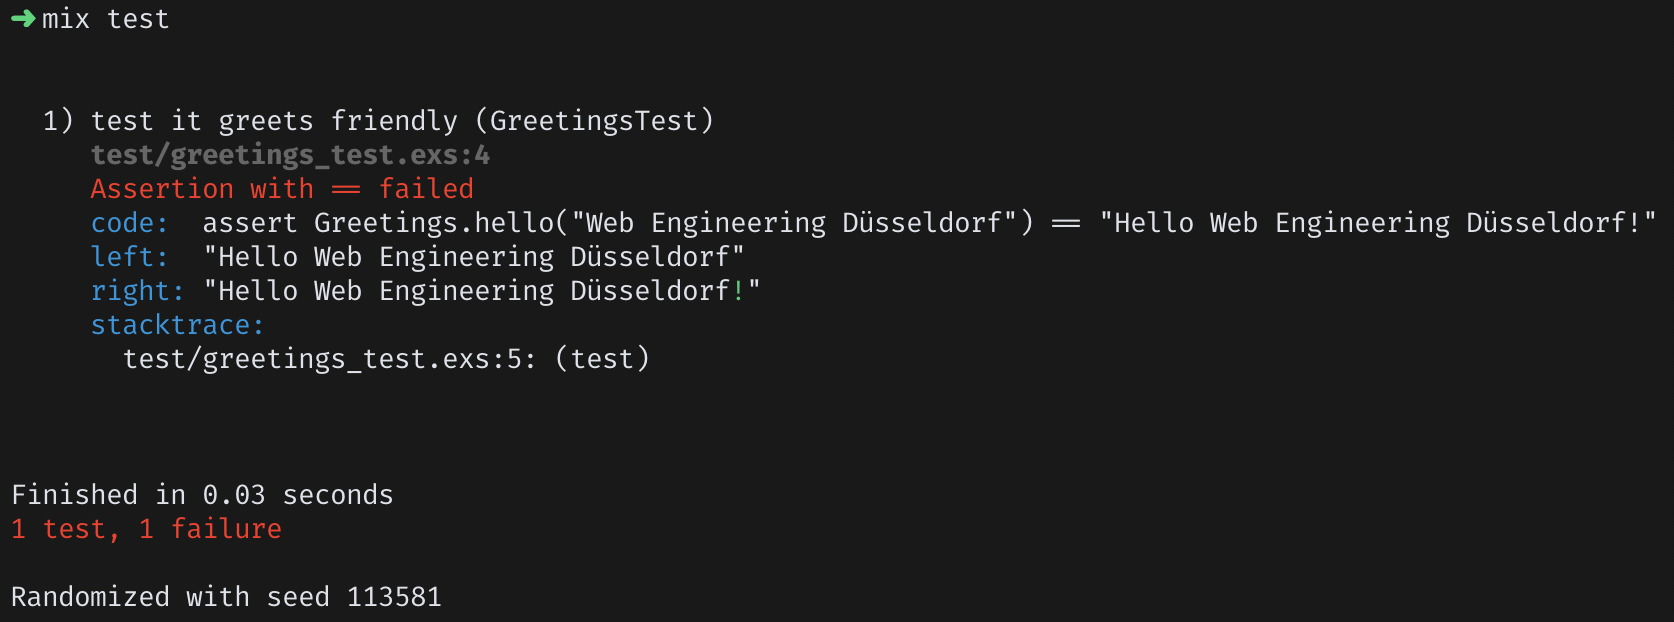 ➜ mix test
1) test it greets friendly (GreetingsTest)
test/greetings_test.exs:4
Assertion with == failed
code:  assert Greetings.hello("Web Engineering Düsseldorf") == "Hello Web Engineering Düsseldorf!"
left:  "Hello Web Engineering Düsseldorf"
right: "Hello Web Engineering Düsseldorf!"
stacktrace:
test/greetings_test.exs:5: (test)
Finished in 0.03 seconds
1 test, 1 failure
Randomized with seed 113581